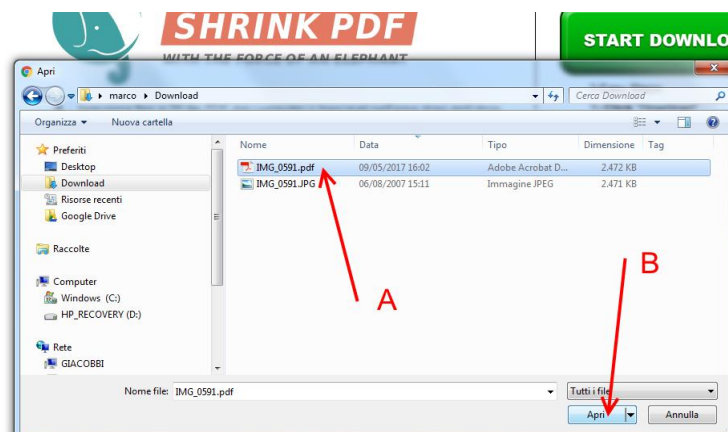 SHRINK PDF
WITH THE FORCE OF AN ELEPHANT
START DOWNLO
Apri
marco Download
Cerca Download
Organizza Nuova cartella
Nome Data Tipo Dimensione Tag
Preferiti
Desktop
Download
Risorse recenti
Google Drive
Raccolte
Computer
Windows (C:)
HP_RECOVERY (D:)
Rete
GIACOBBI
IMG_0591.pdf 09/05/2017 16:02 Adobe Acrobat D... 2.472 KB
IMG_0591.JPG 06/08/2007 15:11 Immagine JPEG 2.471 KB
A
B
Nome file: IMG_0591.pdf Tutti i file
Apri Annulla